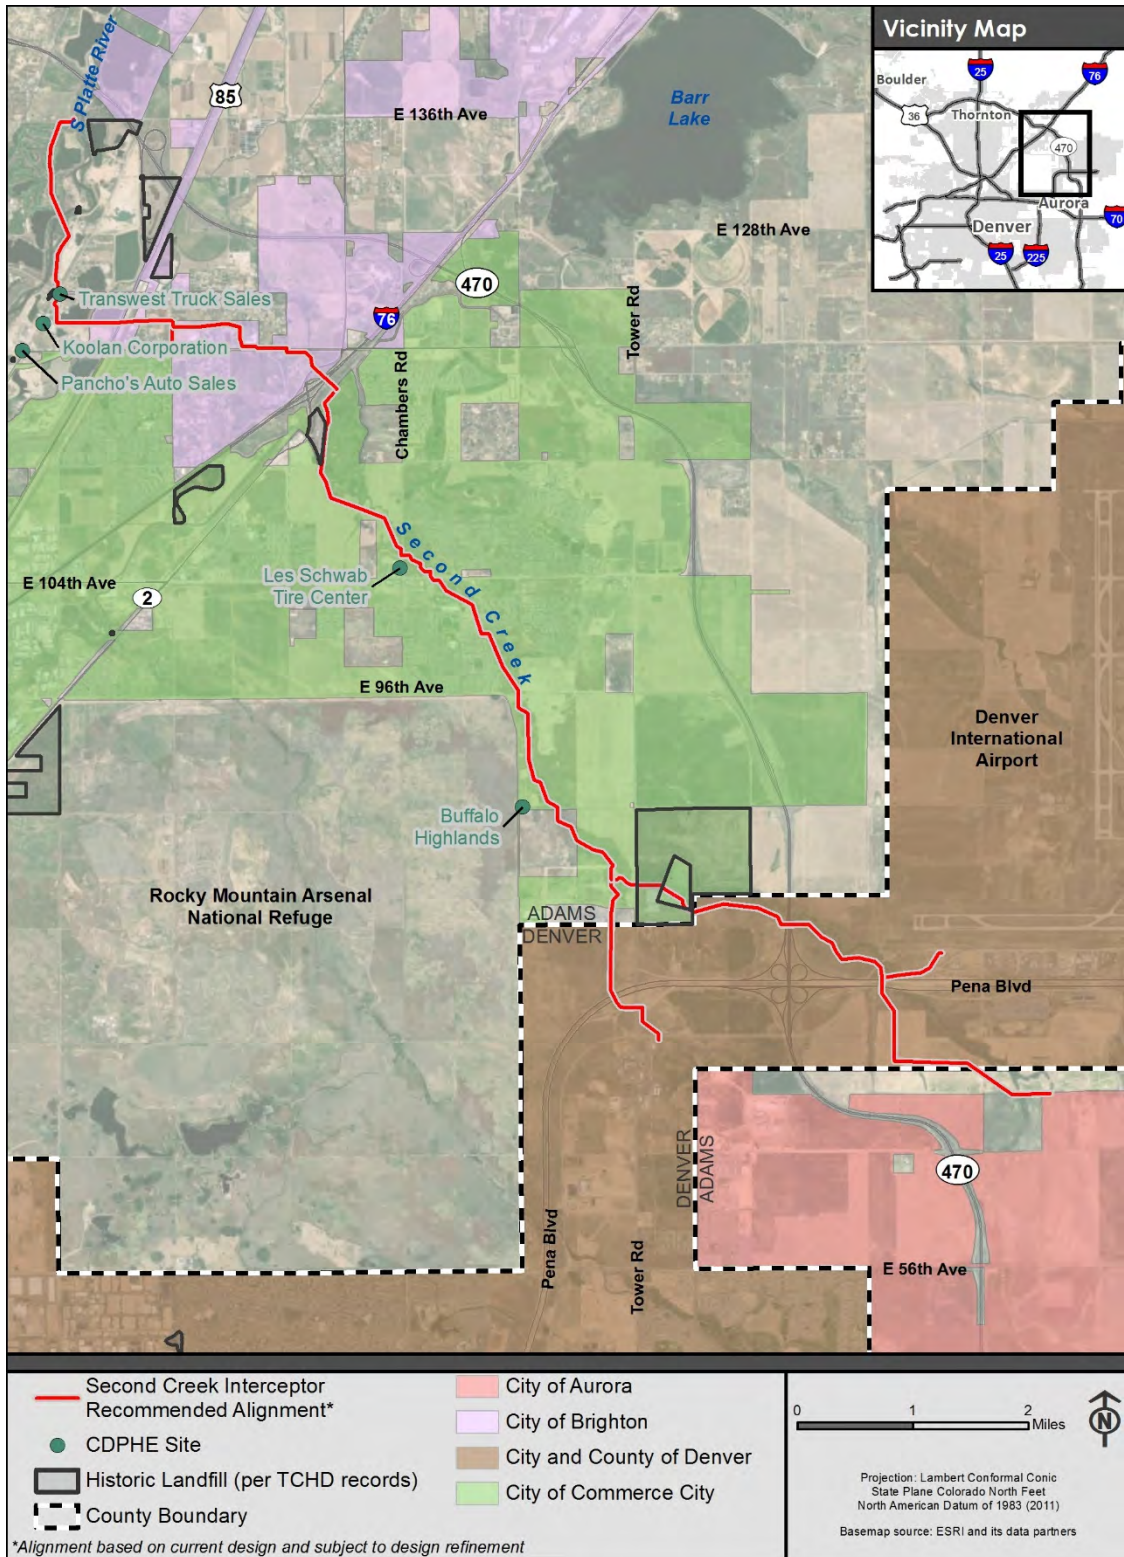 Vicinity Map
25
76
Boulder
36
Thornton
470
Aurora
70
Denver
25
225
S Platte River
85
E 136th Ave
Barr
Lake
E 128th Ave
470
Tower Rd
Transwest Truck Sales
76
Koolan Corporation
Pancho's Auto Sales
Chambers Rd
Second Creek
Les Schwab
Tire Center
E 104th Ave
2
E 96th Ave
Denver
International
Airport
Buffalo
Highlands
Rocky Mountain Arsenal
National Refuge
ADAMS
DENVER
Pena Blvd
DENVER
ADAMS
470
Pena Blvd
Tower Rd
E 56th Ave
Second Creek Interceptor
Recommended Alignment*
CDPHE Site
Historic Landfill (per TCHD records)
County Boundary
*Alignment based on current design and subject to design refinement
City of Aurora
City of Brighton
City and County of Denver
City of Commerce City
0 1 2
Miles
N
Projection: Lambert Conformal Conic
State Plane Colorado North Feet
North American Datum of 1983 (2011)
Basemap source: ESRI and its data partners